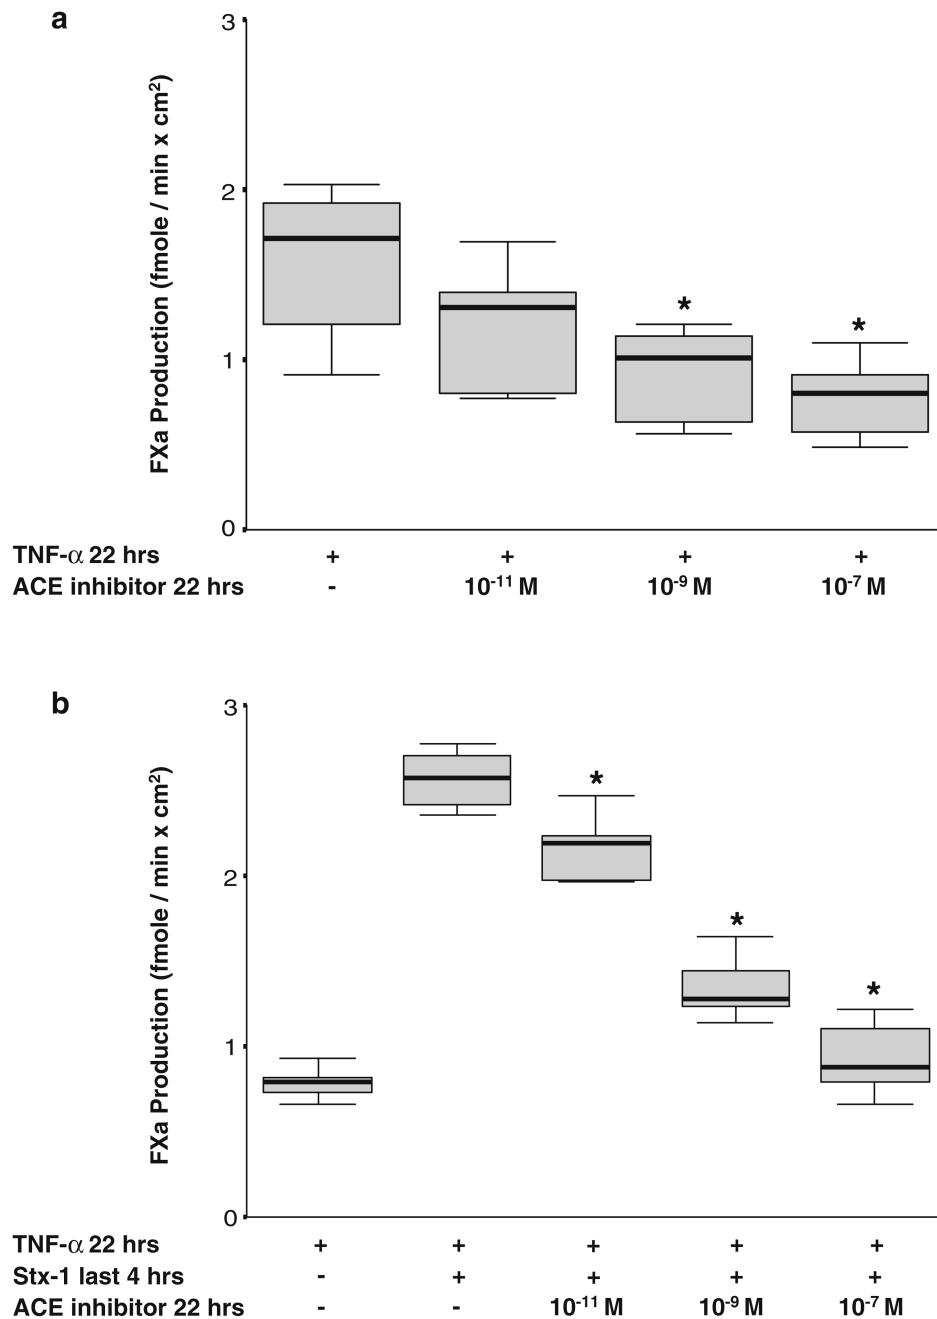 a
3
2
1
0
FXa Production (fmole / min x cm²)
*
*
TNF-α 22 hrs + + + +
ACE inhibitor 22 hrs - 10⁻¹¹ M 10⁻⁹ M 10⁻⁷ M
b
3
2
1
0
FXa Production (fmole / min x cm²)
*
*
*
TNF-α 22 hrs + + + + +
Stx-1 last 4 hrs - + + + +
ACE inhibitor 22 hrs - - 10⁻¹¹ M 10⁻⁹ M 10⁻⁷ M